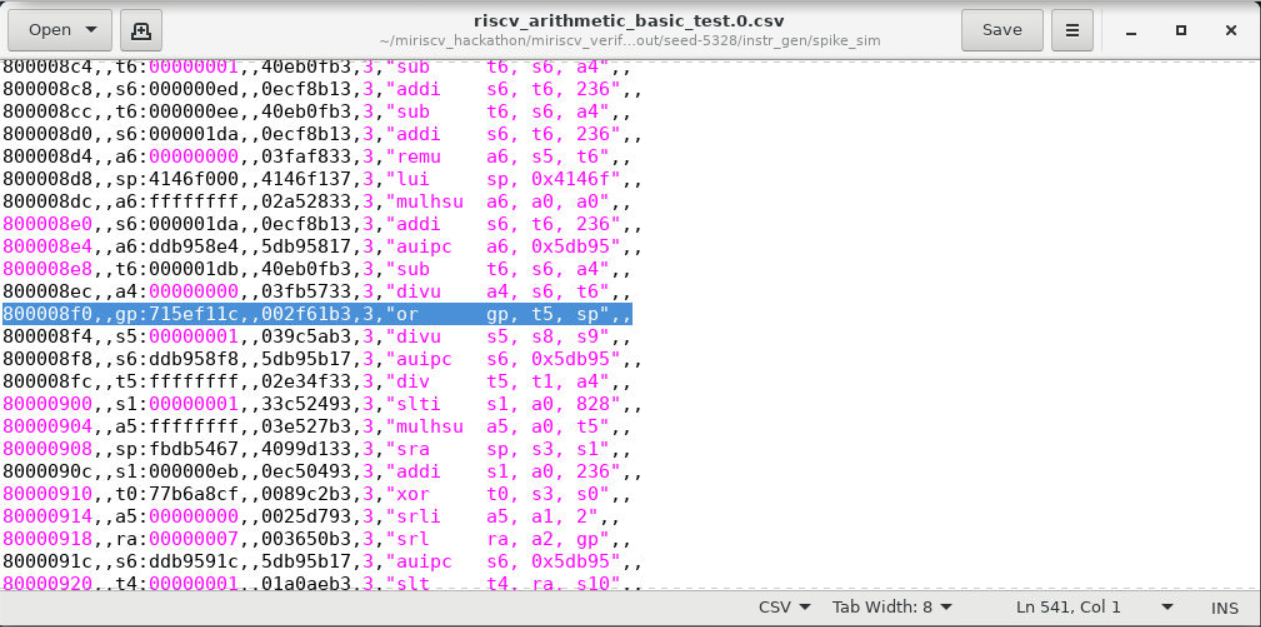 Open
riscv_arithmetic_basic_test.0.csv
~/miriscv_hackathon/miriscv_verif...out/seed-5328/instr_gen/spike_sim
Save
800008c4,,t6:00000001,,40eb0fb3,3,"sub t6, s6, a4",,
800008c8,,s6:000000ed,,0ecf8b13,3,"addi s6, t6, 236",,
800008cc,,t6:000000ee,,40eb0fb3,3,"sub t6, s6, a4",,
800008d0,,s6:000001da,,0ecf8b13,3,"addi s6, t6, 236",,
800008d4,,a6:00000000,,03faf833,3,"remu a6, s5, t6",,
800008d8,,sp:4146f000,,4146f137,3,"lui sp, 0x4146f",,
800008dc,,a6:ffffffff,,02a52833,3,"mulhsu a6, a0, a0",,
800008e0,,s6:000001da,,0ecf8b13,3,"addi s6, t6, 236",,
800008e4,,a6:ddb958e4,,5db95817,3,"auipc a6, 0x5db95",,
800008e8,,t6:000001db,,40eb0fb3,3,"sub t6, s6, a4",,
800008ec,,a4:00000000,,03fb5733,3,"divu a4, s6, t6",,
800008f0,,gp:715ef11c,,002f61b3,3,"or gp, t5, sp",,
800008f4,,s5:00000001,,039c5ab3,3,"divu s5, s8, s9",,
800008f8,,s6:ddb958f8,,5db95b17,3,"auipc s6, 0x5db95",,
800008fc,,t5:ffffffff,,02e34f33,3,"div t5, t1, a4",,
80000900,,s1:00000001,,33c52493,3,"slti s1, a0, 828",,
80000904,,a5:ffffffff,,03e527b3,3,"mulhsu a5, a0, t5",,
80000908,,sp:fbdb5467,,4099d133,3,"sra sp, s3, s1",,
8000090c,,s1:000000eb,,0ec50493,3,"addi s1, a0, 236",,
80000910,,t0:77b6a8cf,,0089c2b3,3,"xor t0, s3, s0",,
80000914,,a5:00000000,,0025d793,3,"srli a5, a1, 2",,
80000918,,ra:00000007,,003650b3,3,"srl ra, a2, gp",,
8000091c,,s6:ddb9591c,,5db95b17,3,"auipc s6, 0x5db95",,
80000920,,t4:00000001,,01a0aeb3,3,"slt t4, ra, s10",,
CSV Tab Width: 8 Ln 541, Col 1 INS